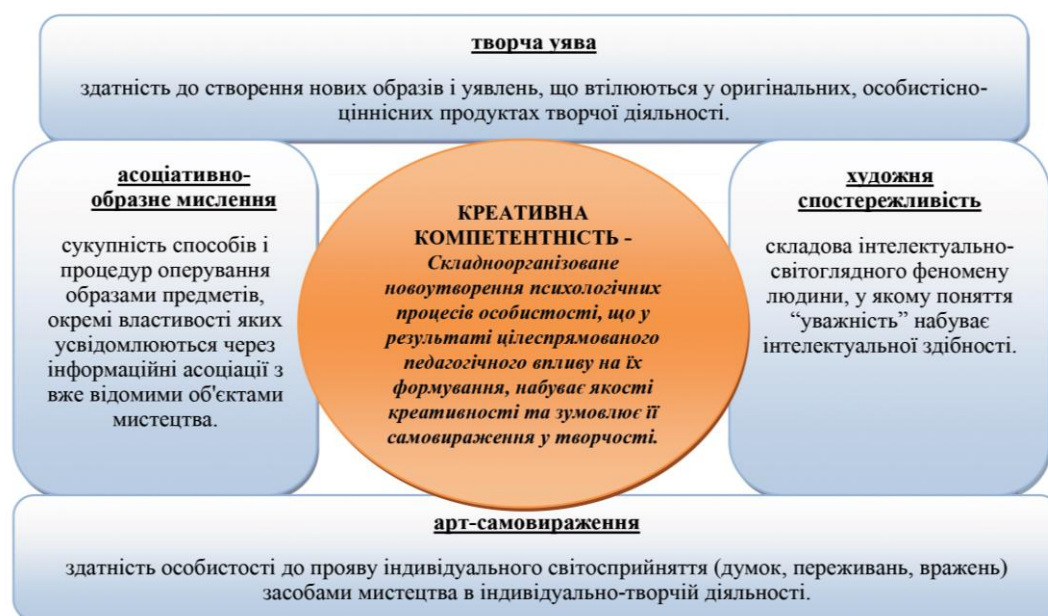 творча уява
здатність до створення нових образів і уявлень, що втілюються у оригінальних, особистісно-
ціннісних продуктах творчої діяльності.
асоціативно-
образне мислення
сукупність способів і
процедур оперування
образами предметів,
окремі властивості яких
усвідомлюються через
інформаційні асоціації з
вже відомими об'єктами
мистецтва.
КРЕАТИВНА
КОМПЕТЕНТНІСТЬ -
Складноорганізоване
новоутворення психологічних
процесів особистості, що у
результаті цілеспрямованого
педагогічного впливу на їх
формування, набуває якості
креативності та зумовлює її
самовираження у творчості.
художня
спостережливість
складова інтелектуально-
світоглядного феномену
людини, у якому поняття
“уважність” набуває
інтелектуальної здібності.
арт-самовираження
здатність особистості до прояву індивідуального світосприйняття (думок, переживань, вражень)
засобами мистецтва в індивідуально-творчій діяльності.